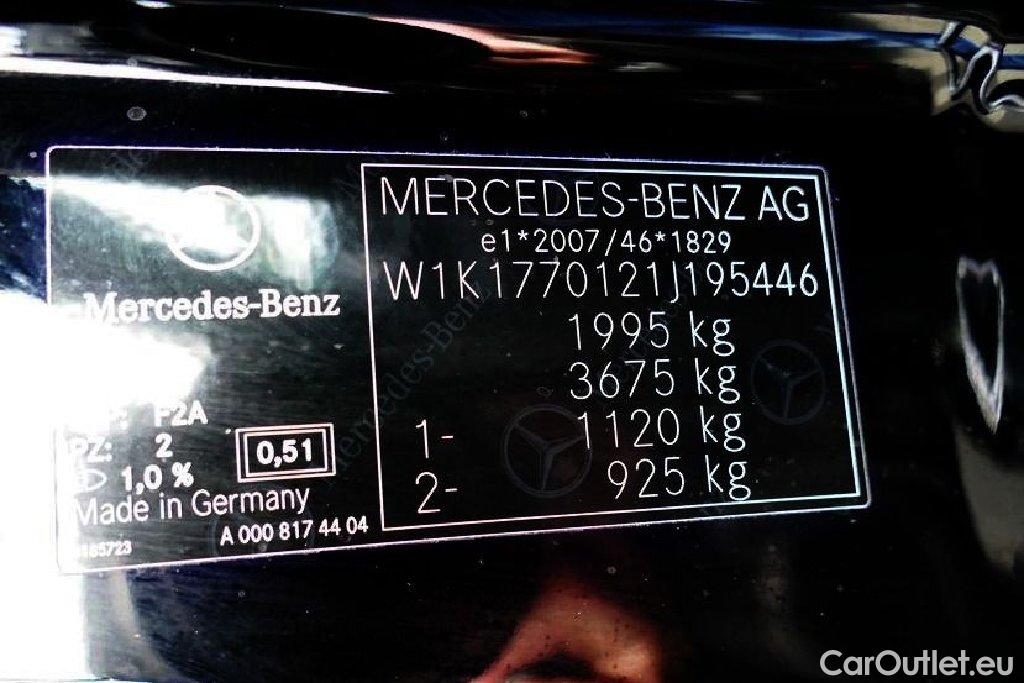 Mercedes-Benz
F2A
PZ: 2
1,0 %
0,51
Made in Germany
A 000 817 44 04
MERCEDES-BENZ AG
e1*2007/46*1829
W1K1770121J195446
1995 kg
3675 kg
1- 1120 kg
2- 925 kg
CarOutlet.eu